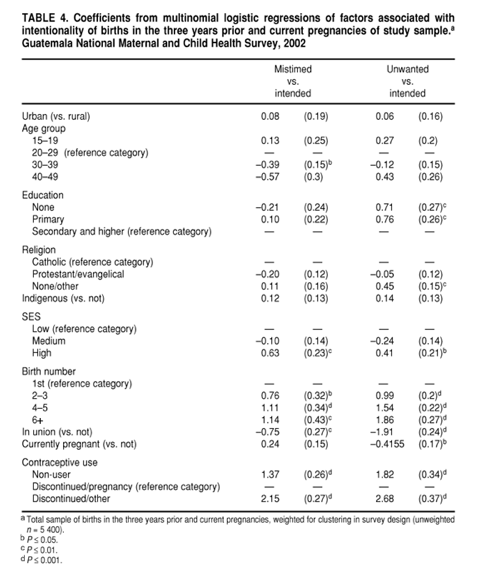 TABLE 4. Coefficients from multinomial logistic regressions of factors associated with
intentionality of births in the three years prior and current pregnancies of study sample.a
Guatemala National Maternal and Child Health Survey, 2002
Mistimed Unwanted
vs. vs.
intended intended
Urban (vs. rural) 0.08 (0.19) 0.06 (0.16)
Age group
15–19 0.13 (0.25) 0.27 (0.2)
20–29 (reference category) — — — —
30–39 −0.39 (0.15)b −0.12 (0.15)
40–49 −0.57 (0.3) 0.43 (0.26)
Education
None −0.21 (0.24) 0.71 (0.27)c
Primary 0.10 (0.22) 0.76 (0.26)c
Secondary and higher (reference category) — — — —
Religion
Catholic (reference category) — — — —
Protestant/evangelical −0.20 (0.12) −0.05 (0.12)
None/other 0.11 (0.16) 0.45 (0.15)c
Indigenous (vs. not) 0.12 (0.13) 0.14 (0.13)
SES
Low (reference category) — — — —
Medium −0.10 (0.14) −0.24 (0.14)
High 0.63 (0.23)c 0.41 (0.21)b
Birth number
1st (reference category) — — — —
2–3 0.76 (0.32)b 0.99 (0.2)d
4–5 1.11 (0.34)d 1.54 (0.22)d
6+ 1.14 (0.43)c 1.86 (0.27)d
In union (vs. not) −0.75 (0.27)c −1.91 (0.24)d
Currently pregnant (vs. not) 0.24 (0.15) −0.4155 (0.17)b
Contraceptive use
Non-user 1.37 (0.26)d 1.82 (0.34)d
Discontinued/pregnancy (reference category) — — — —
Discontinued/other 2.15 (0.27)d 2.68 (0.37)d
a Total sample of births in the three years prior and current pregnancies, weighted for clustering in survey design (unweighted
n = 5 400).
b P ≤ 0.05.
c P ≤ 0.01.
d P ≤ 0.001.